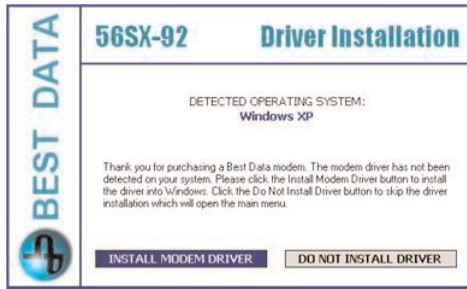 BEST DATA
56SX-92 Driver Installation
DETECTED OPERATING SYSTEM:
Windows XP
Thank you for purchasing a Best Data modem. The modem driver has not been
detected on your system. Please click the Install Modem Driver button to install
the driver into Windows. Click the Do Not Install Driver button to skip the driver
installation which will open the main menu.
INSTALL MODEM DRIVER DO NOT INSTALL DRIVER